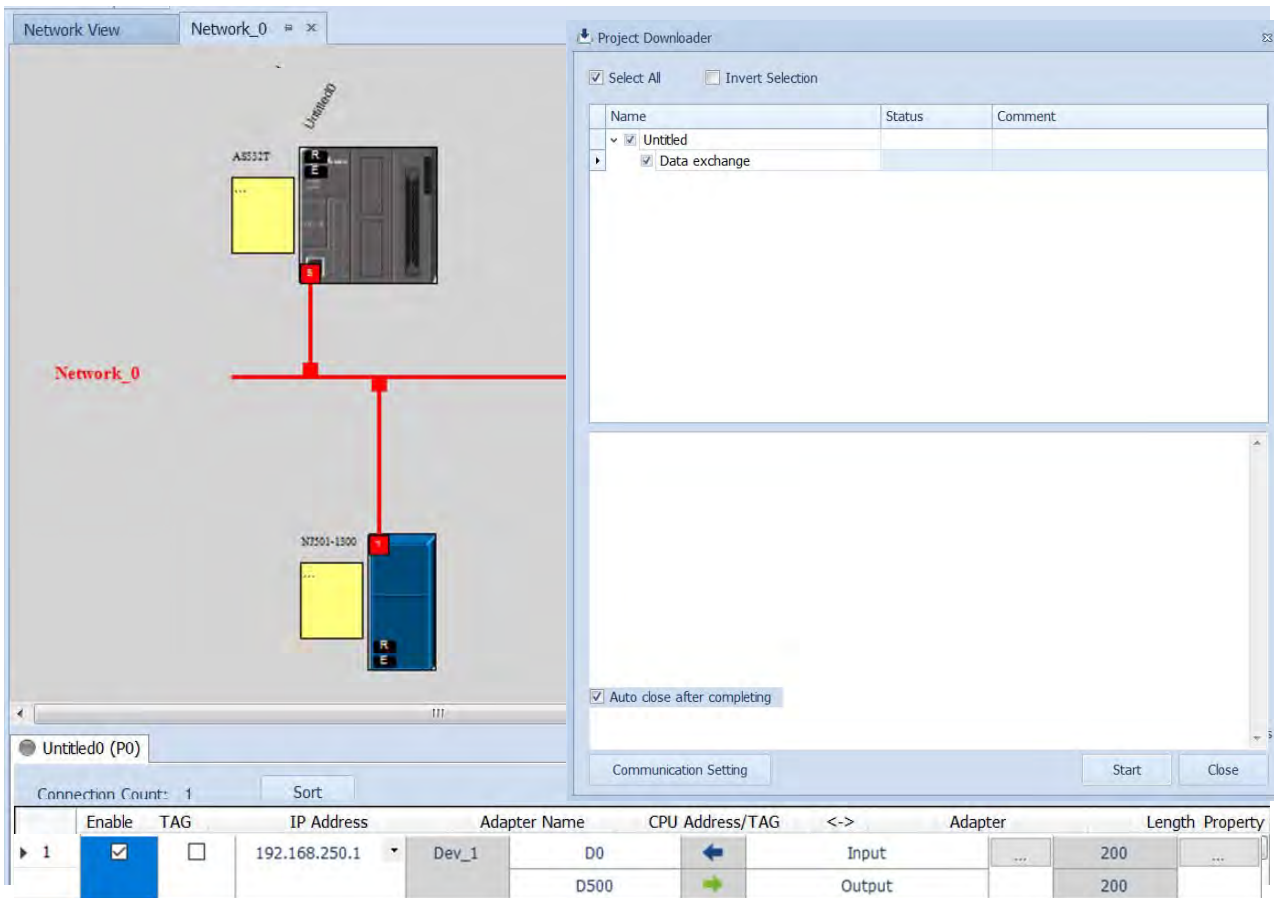 Network View
Network_0
Project Downloader
Select All
Invert Selection
Name Status Comment
Untitled
Data exchange
Untitled0
AS332T
...
R
E
Network_0
NJ501-1300
...
R
E
Auto close after completing
Communication Setting
Start
Close
Untitled0 (P0)
Connection Count: 1
Sort
Enable TAG IP Address Adapter Name CPU Address/TAG <-> Adapter Length Property
1 192.168.250.1 Dev_1 D0 Input ... 200 ...
D500 Output 200